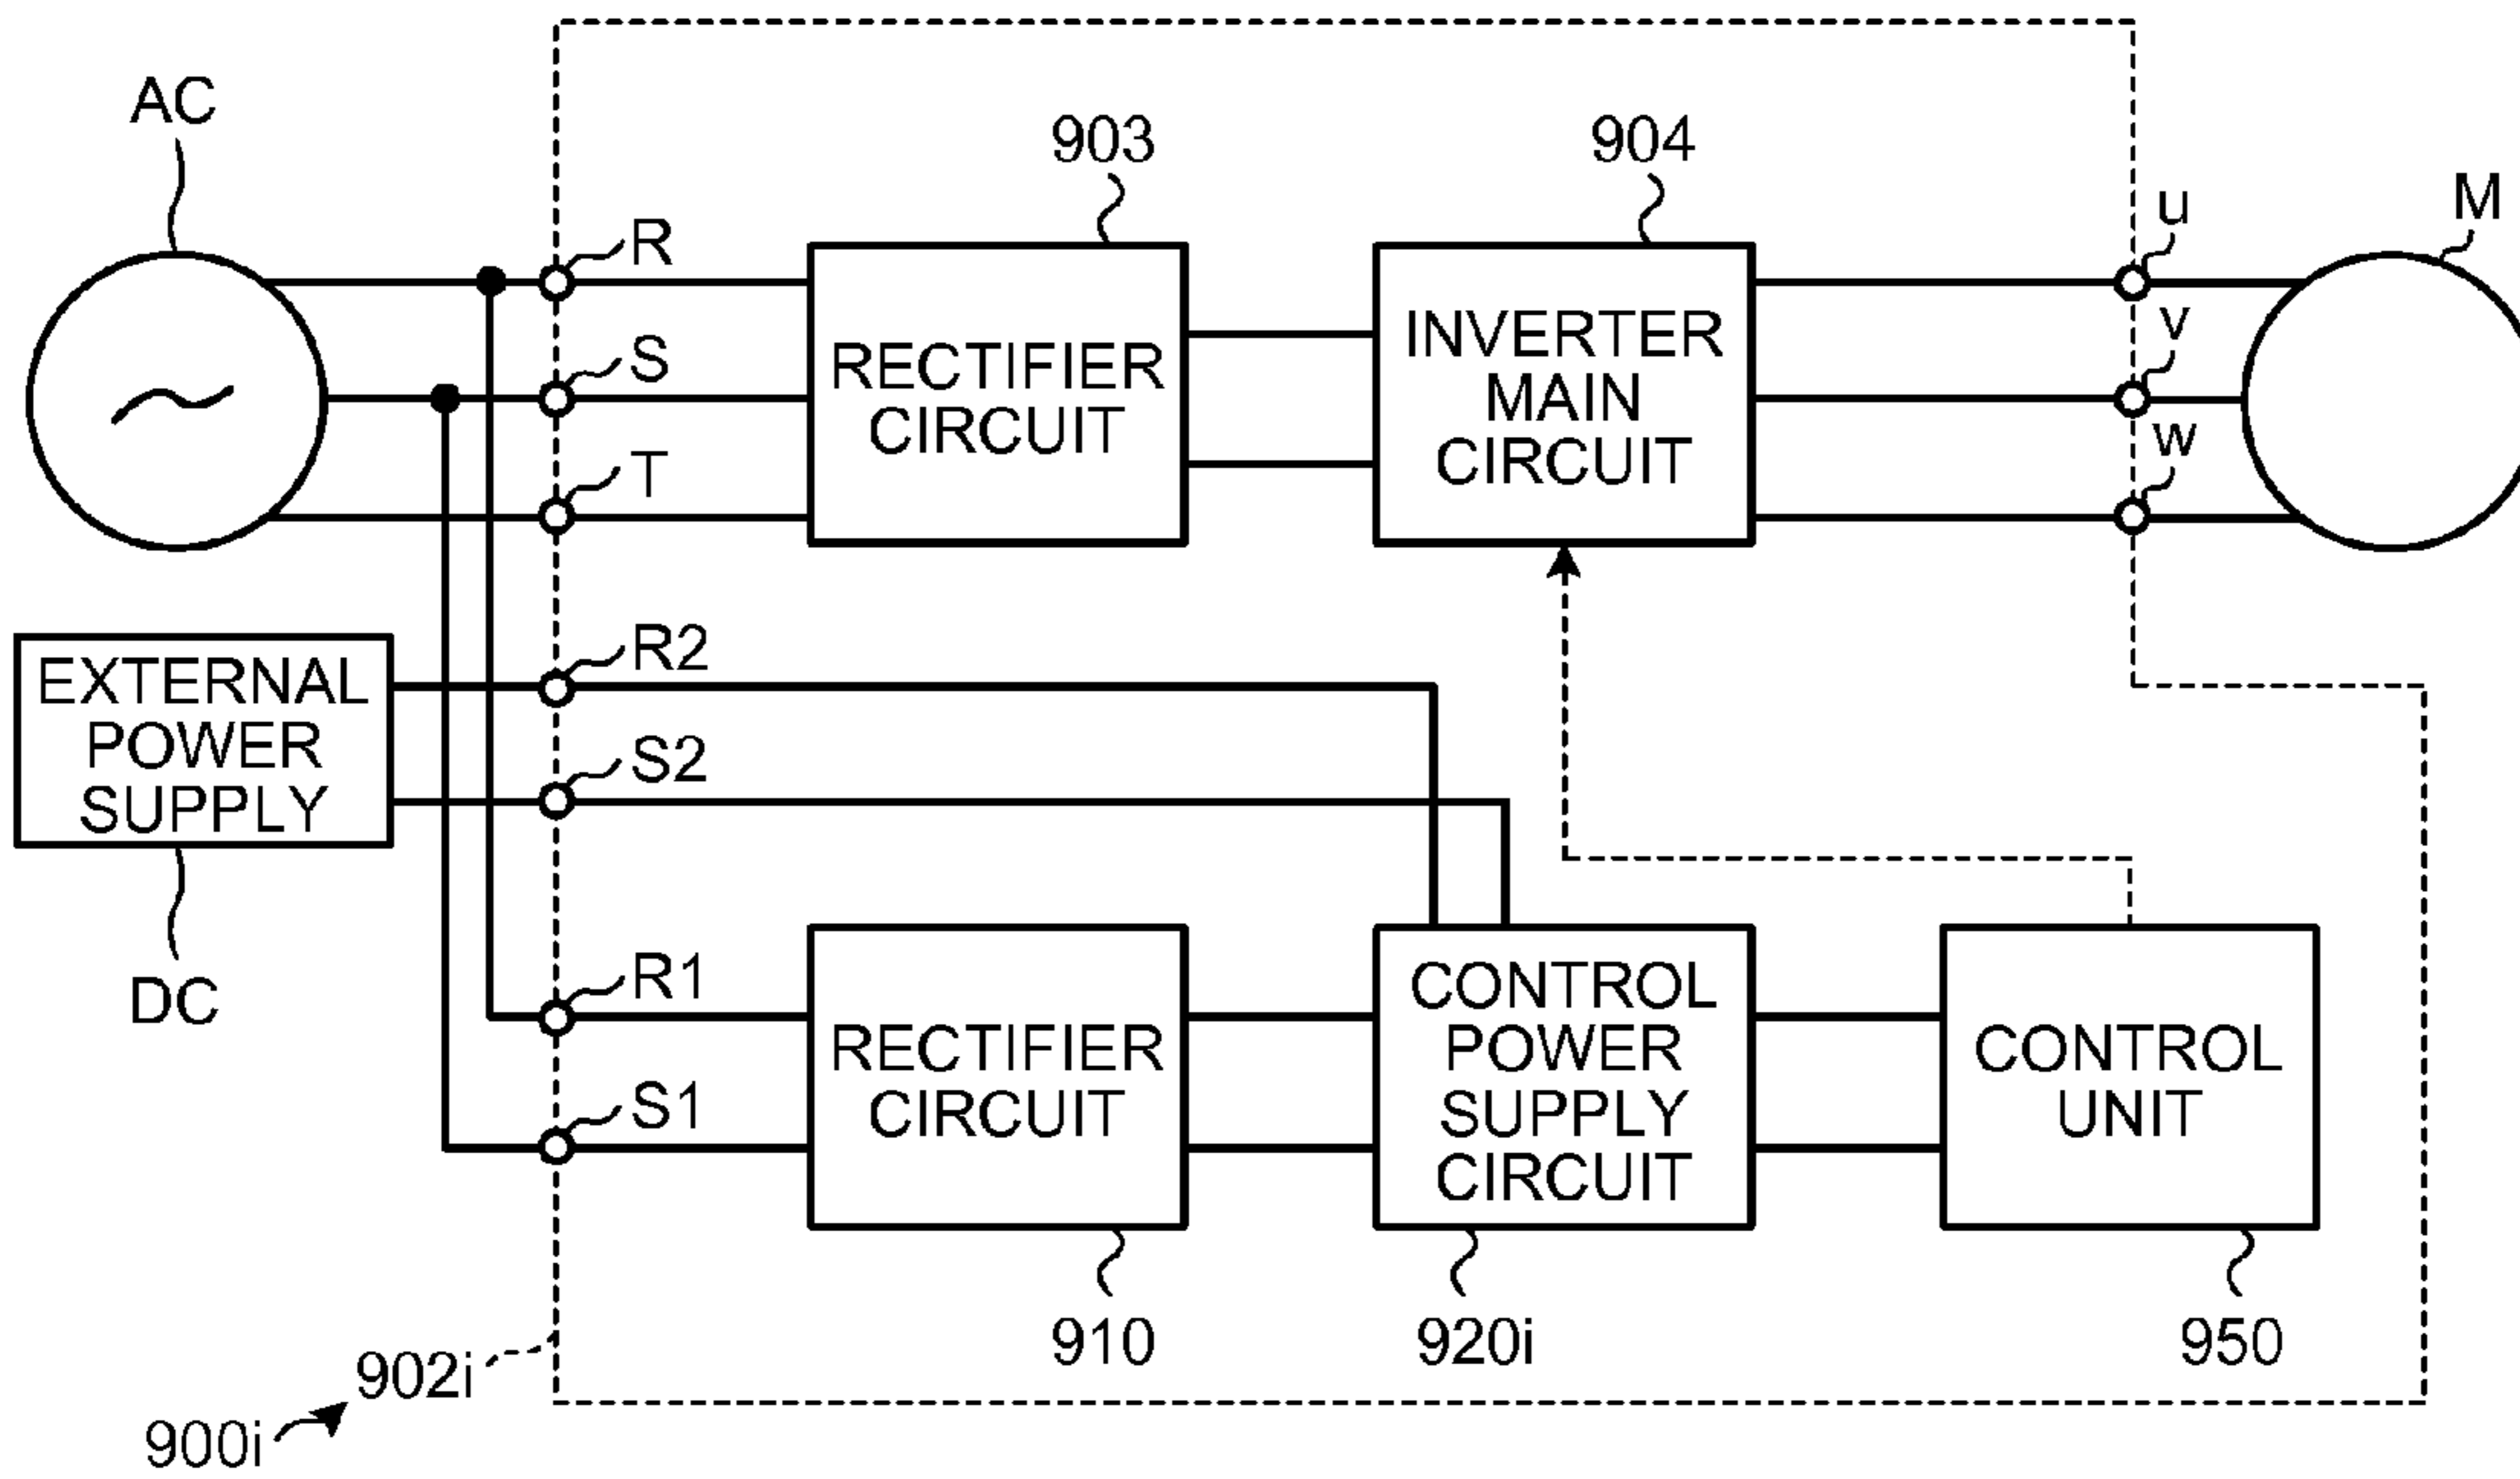 AC
903
904
M
R
u
RECTIFIER
CIRCUIT
INVERTER
MAIN
CIRCUIT
S
v
T
w
EXTERNAL
POWER
SUPPLY
R2
S2
DC
R1
RECTIFIER
CIRCUIT
CONTROL
POWER
SUPPLY
CIRCUIT
CONTROL
UNIT
S1
910
920i
950
902i
900i